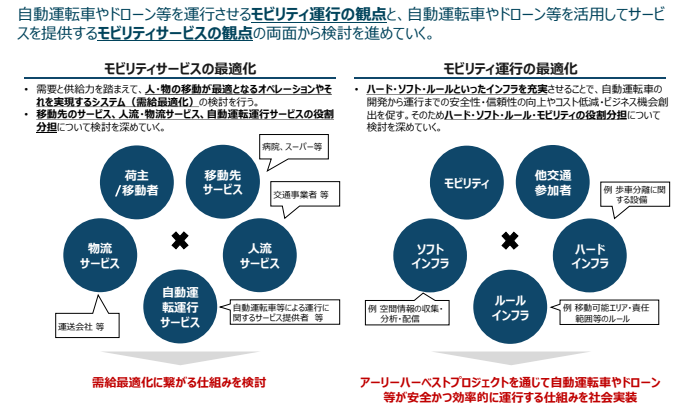 自動運転車やドローン等を運行させるモビリティ運行の観点と、自動運転車やドローン等を活用してサービ
スを提供するモビリティサービスの観点の両面から検討を進めていく。
モビリティサービスの最適化
• 需要と供給力を踏まえて、人・物の移動が最適となるオペレーションやそ
れを実現するシステム（需給最適化）の検討を行う。
• 移動先のサービス、人流・物流サービス、自動運転運行サービスの役割
分担について検討を深めていく。
病院、スーパー等
荷主
/移動者
移動先
サービス
交通事業者 等
物流
サービス
人流
サービス
自動運
転運行
サービス
運送会社 等
自動運転車等による運行に
関するサービス提供者 等
需給最適化に繋がる仕組みを検討
モビリティ運行の最適化
• ハード・ソフト・ルールといったインフラを充実させることで、自動運転車の
開発から運行までの安全性・信頼性の向上やコスト低減・ビジネス機会創
出を促す。そのためハード・ソフト・ルール・モビリティの役割分担について
検討を深めていく。
モビリティ
他交通
参加者
例 歩車分離に関
する設備
ソフト
インフラ
ハード
インフラ
ルール
インフラ
例 空間情報の収集・
分析・配信
例 移動可能エリア・責任
範囲等のルール
アーリーハーベストプロジェクトを通じて自動運転車やドローン
等が安全かつ効率的に運行する仕組みを社会実装